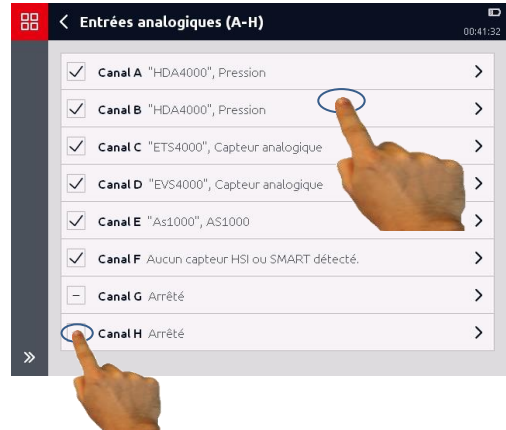 Entrées analogiques (A-H)
00:41:32
Canal A "HDA4000", Pression
Canal B "HDA4000", Pression
Canal C "ETS4000", Capteur analogique
Canal D "EVS4000", Capteur analogique
Canal E "As1000", AS1000
Canal F Aucun capteur HSI ou SMART détecté.
Canal G Arrêté
Canal H Arrêté